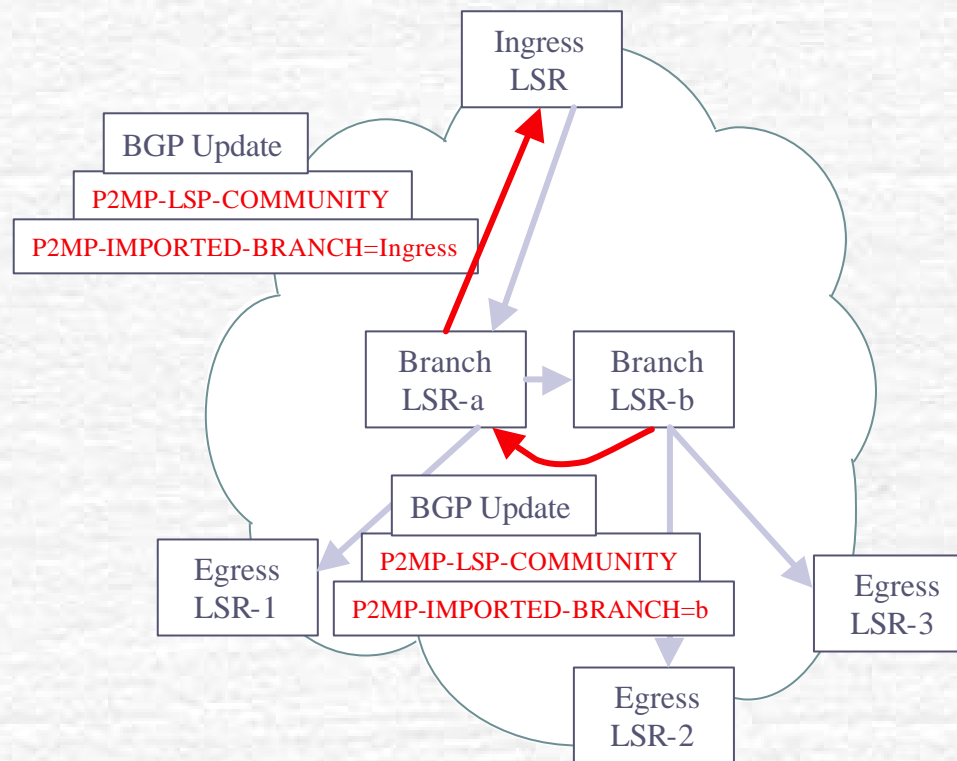 Ingress
LSR
BGP Update
P2MP-LSP-COMMUNITY
P2MP-IMPORTED-BRANCH=Ingress
Branch
LSR-a
Branch
LSR-b
BGP Update
P2MP-LSP-COMMUNITY
P2MP-IMPORTED-BRANCH=b
Egress
LSR-1
Egress
LSR-3
Egress
LSR-2